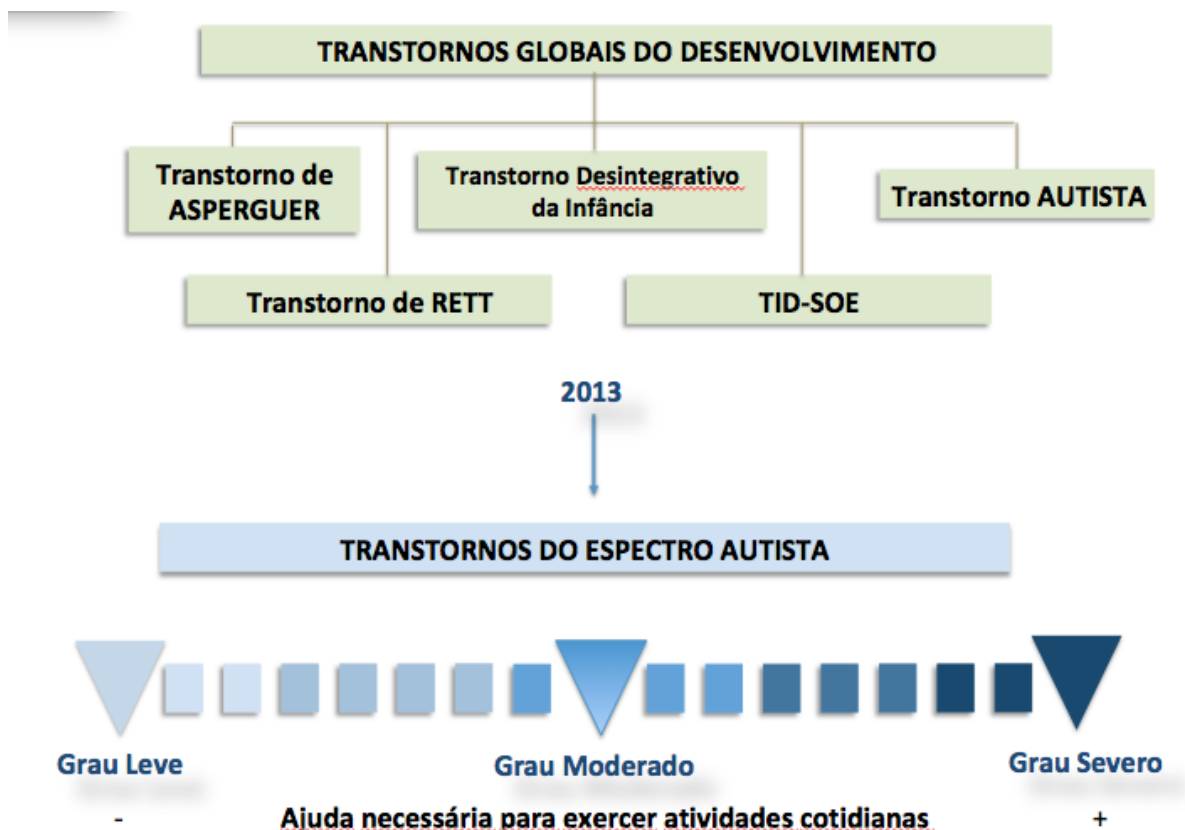 TRANSTORNOS GLOBAIS DO DESENVOLVIMENTO
Transtorno de
ASPERGUER
Transtorno Desintegrativo
da Infância
Transtorno AUTISTA
Transtorno de RETT
TID-SOE
2013
TRANSTORNOS DO ESPECTRO AUTISTA
Grau Leve
Grau Moderado
Grau Severo
- Ajuda necessária para exercer atividades cotidianas +